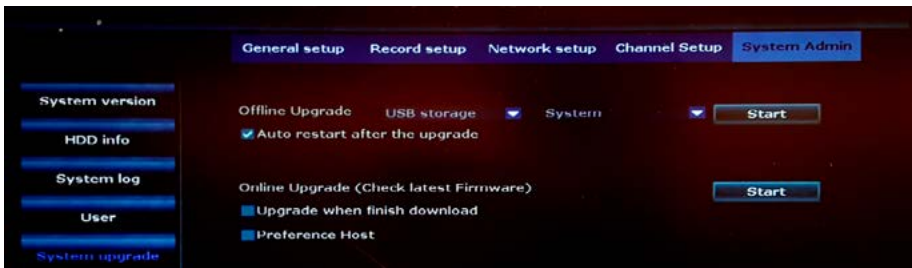 General setup Record setup Network setup Channel Setup System Admin
System version
HDD info
System log
User
System upgrade
Offline Upgrade USB storage System Start
Auto restart after the upgrade
Online Upgrade (Check latest Firmware) Start
Upgrade when finish download
Preference Host